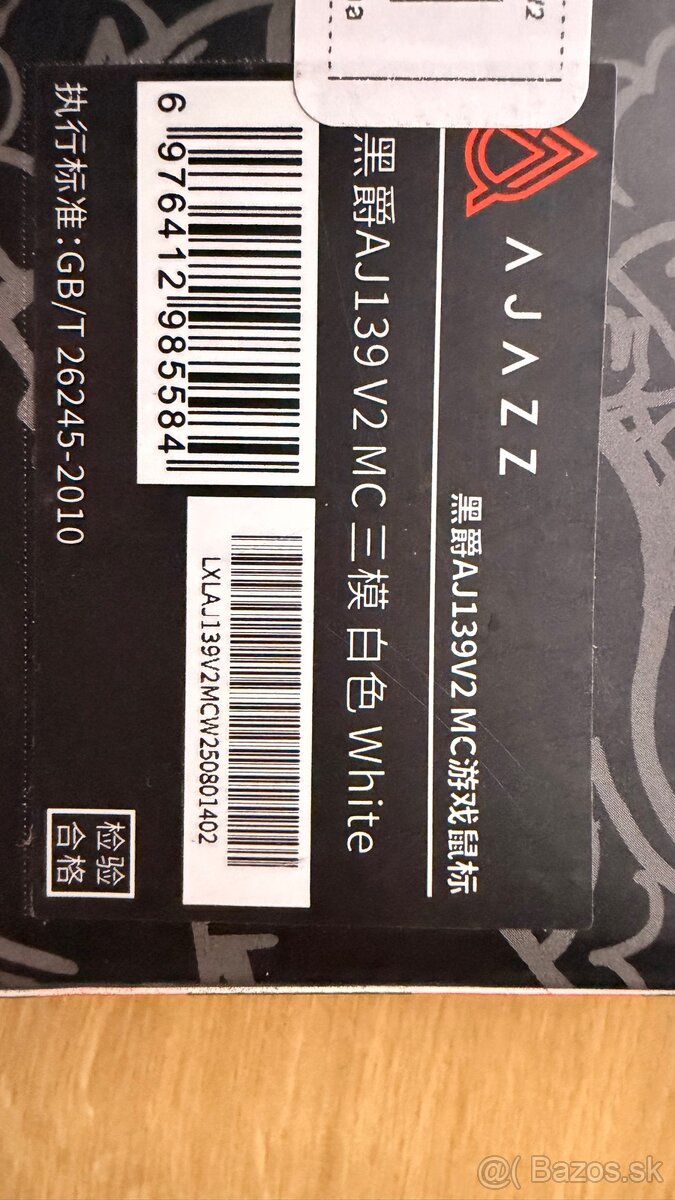 V2
AJAZZ
黑爵AJ139V2 MC游戏鼠标
黑爵AJ139 V2 MC 三模 白色 White
6 976412 985584
LXLAJ139V2MCW250801402
执行标准：GB/T 26245-2010
检验
合格
@( Bazos.sk